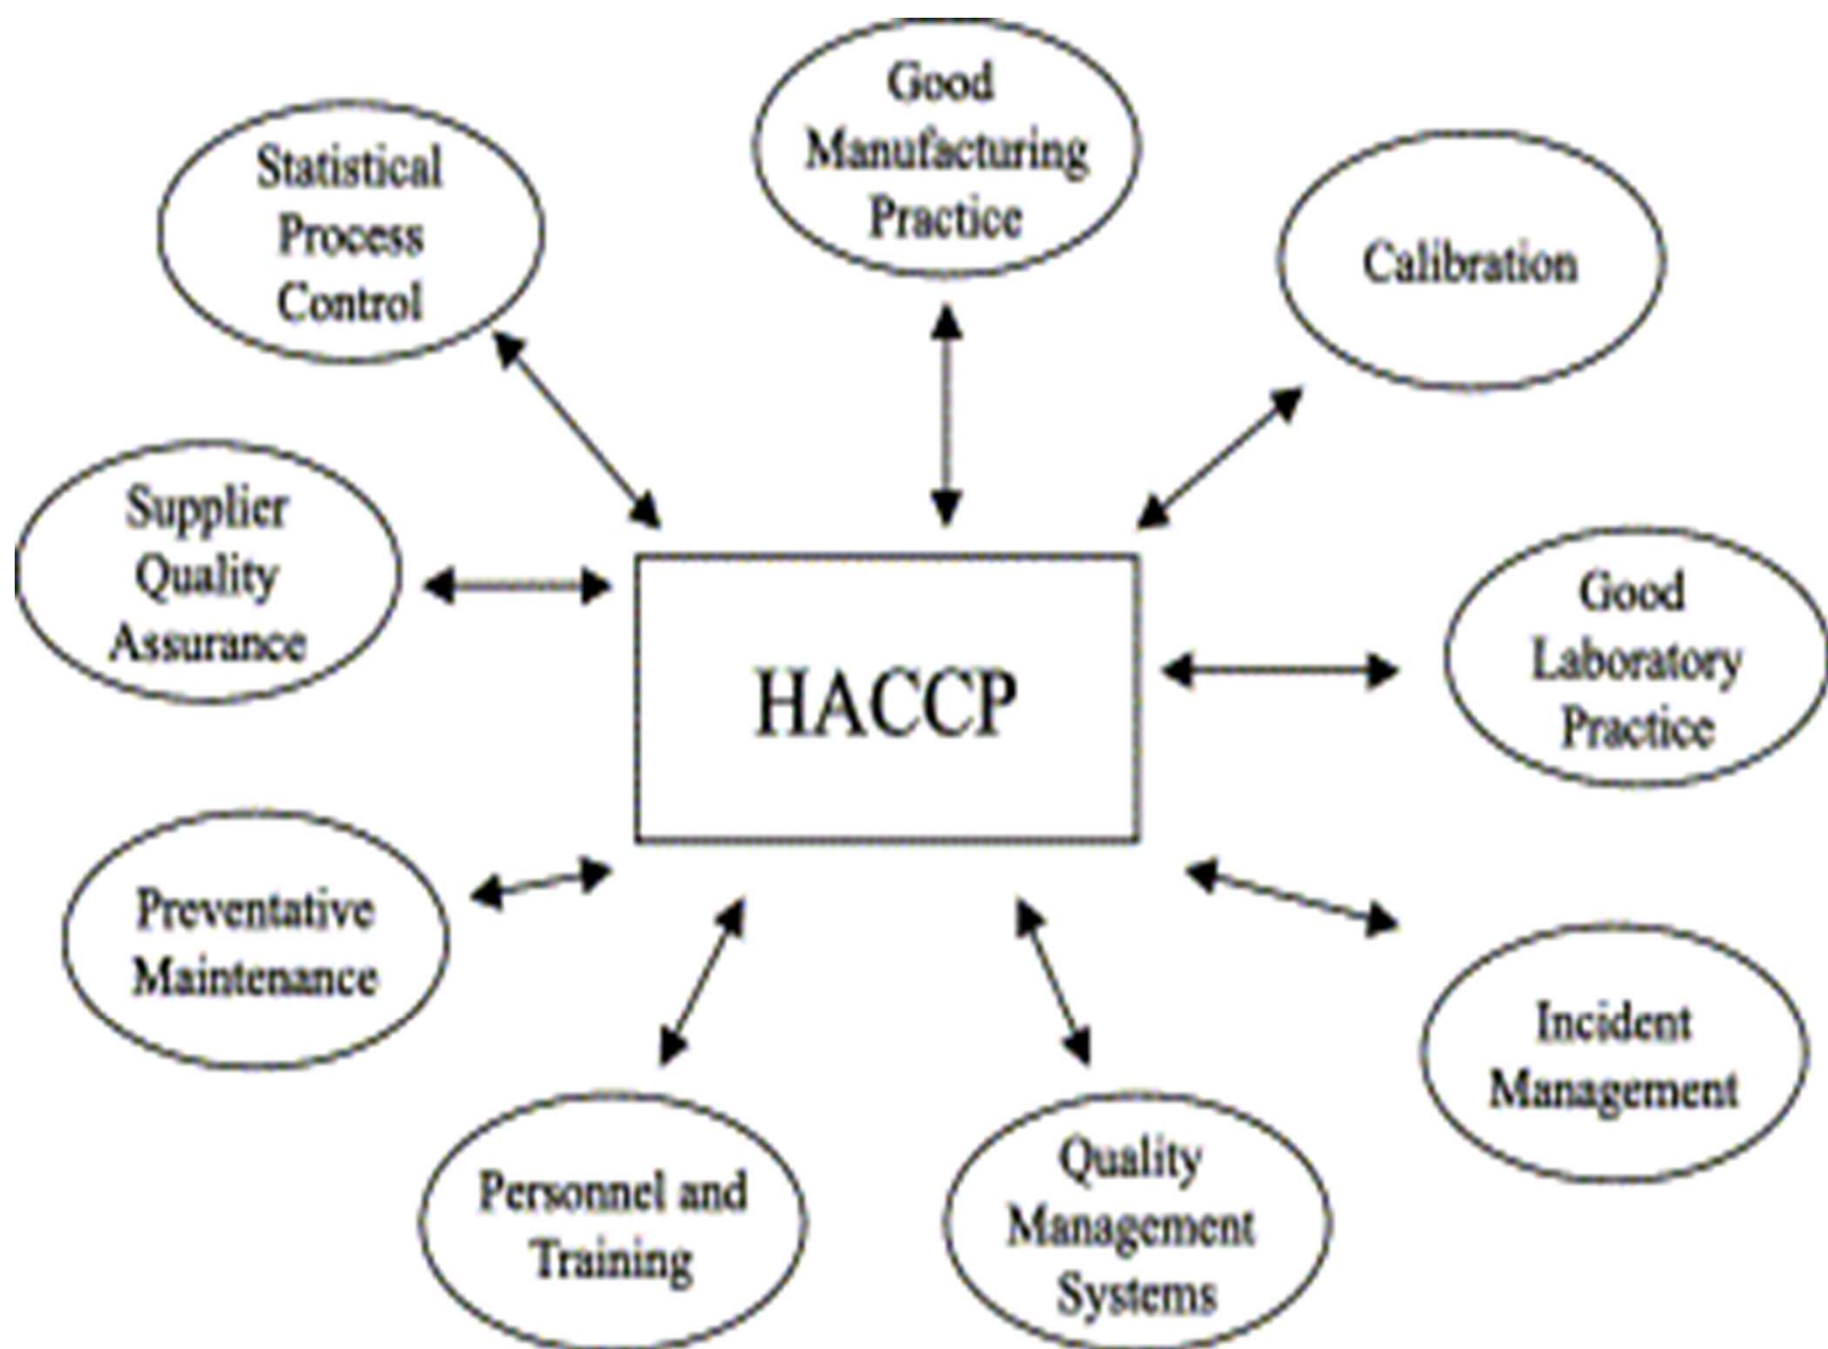 Good
Manufacturing
Practice
Statistical
Process
Control
Calibration
Supplier
Quality
Assurance
HACCP
Good
Laboratory
Practice
Preventative
Maintenance
Incident
Management
Personnel and
Training
Quality
Management
Systems